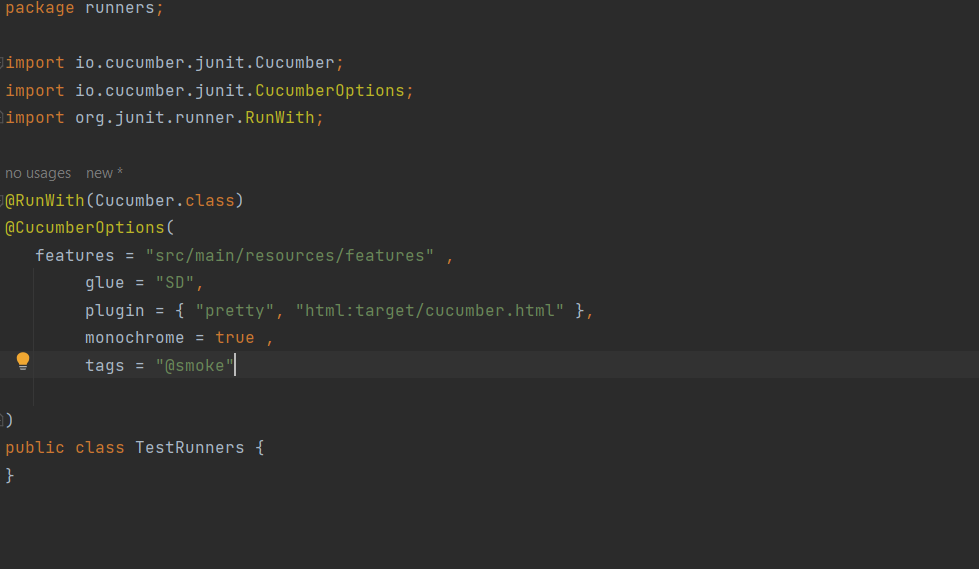 package runners;
import io.cucumber.junit.Cucumber;
import io.cucumber.junit.CucumberOptions;
import org.junit.runner.RunWith;
no usages new *
@RunWith(Cucumber.class)
@CucumberOptions(
features = "src/main/resources/features" ,
glue = "SD",
plugin = { "pretty", "html:target/cucumber.html" },
monochrome = true ,
tags = "@smoke"
)
public class TestRunners {
}